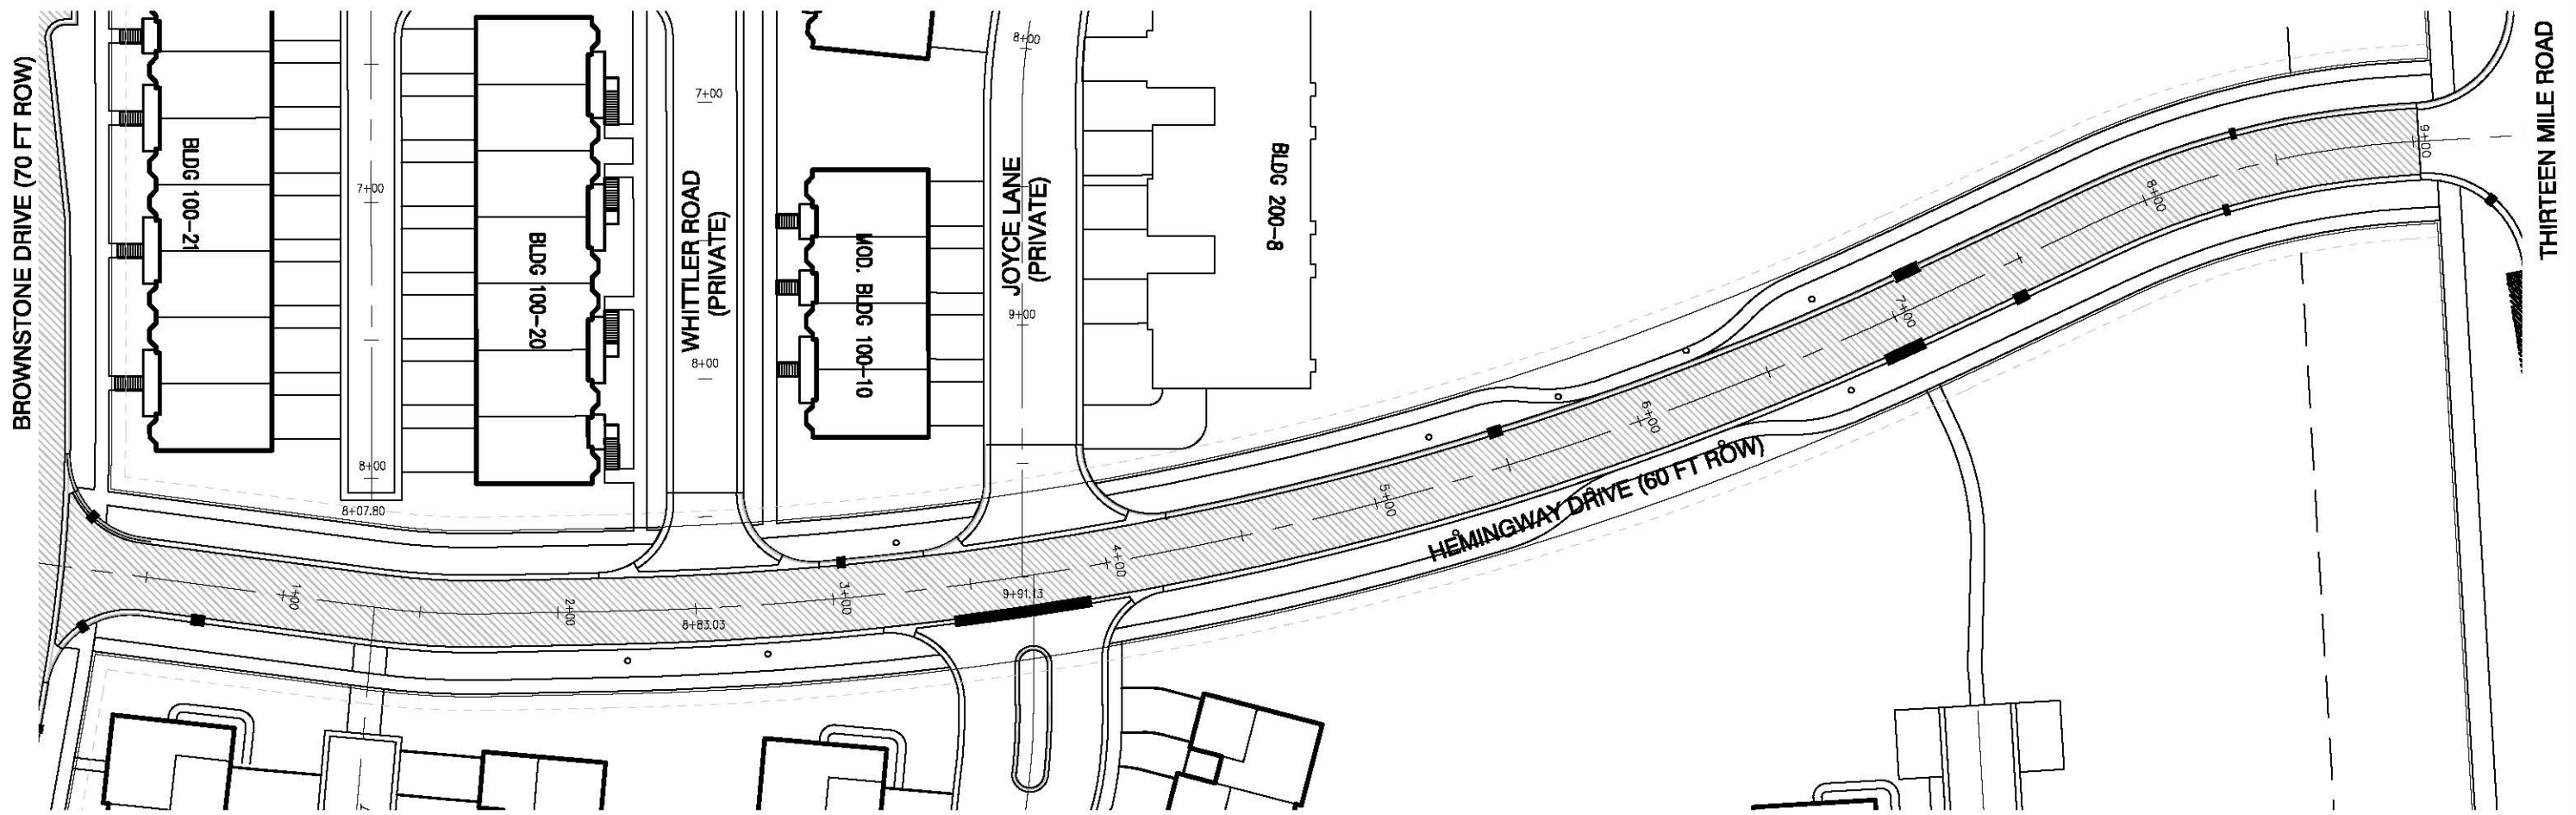 BROWNSTONE DRIVE (70 FT ROW)
BLDG 100-21
7+00
8+00
8+07.80
BLDG 100-20
WHITTLER ROAD
(PRIVATE)
7+00
8+00
MOD. BLDG 100-10
JOYCE LANE
(PRIVATE)
8+00
9+00
BLDG 200-8
THIRTEEN MILE ROAD
1+00
2+00
8+83.03
3+00
9+91.13
4+00
5+00
6+00
7+00
8+00
9+00
HEMINGWAY DRIVE (60 FT ROW)